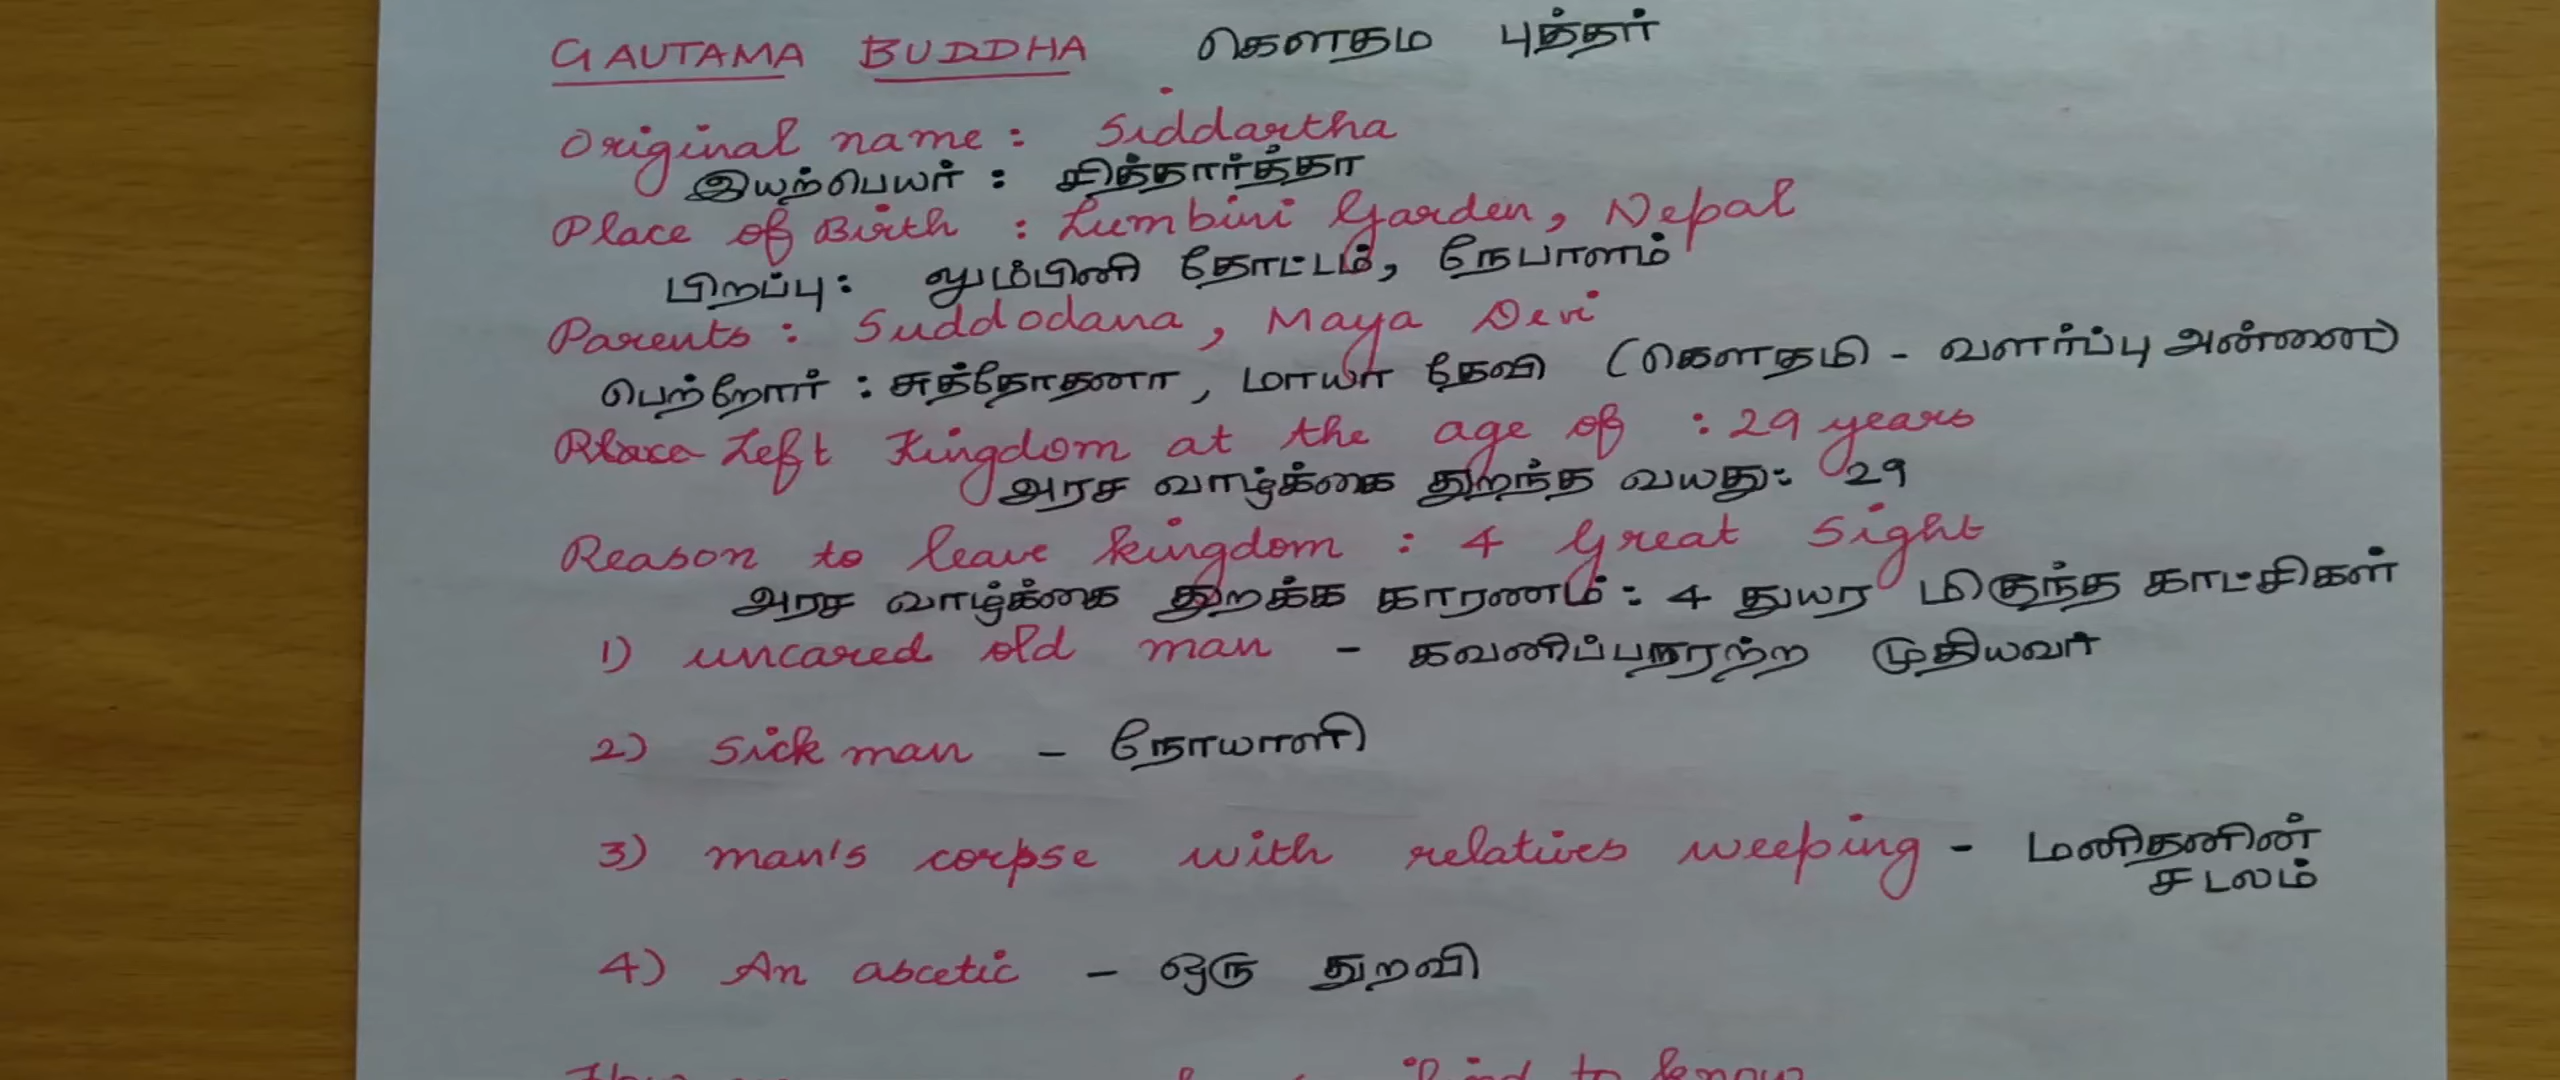 GAUTAMA BUDDHA கௌதம புத்தர்
Original name : Siddartha
இயற்பெயர் : சித்தார்த்தா
Place of Birth : Lumbini Garden, Nepal
பிறப்பு : லும்பினி தோட்டம், நேபாளம்
Parents : Suddodana, Maya Devi
பெற்றோர் : சுத்தோதனா, மாயா தேவி (கௌதமி - வளர்ப்பு அன்னை)
Left Kingdom at the age of : 29 years
அரச வாழ்க்கை துறந்த வயது : 29
Reason to leave kingdom : 4 Great Sight
அரச வாழ்க்கை துறக்க காரணம் : 4 துயர மிகுந்த காட்சிகள்
1) uncared old man - கவனிப்பாரற்ற முதியவர்
2) Sick man - நோயாளி
3) man's corpse with relatives weeping - மனிதனின்
சடலம்
4) An ascetic - ஒரு துறவி
to know